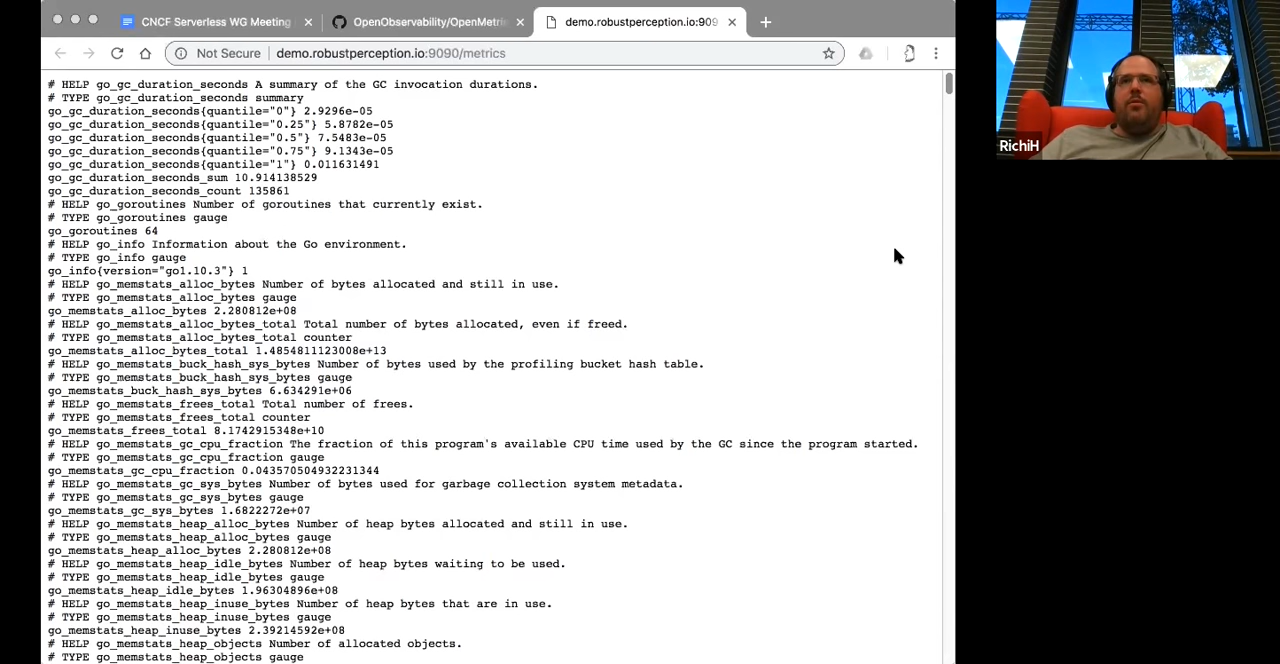 CNCF Serverless WG Meeting
OpenObservability/OpenMetri
demo.robustperception.io:909
Not Secure
demo.robustperception.io:9090/metrics
# HELP go_gc_duration_seconds A summary of the GC invocation durations.
# TYPE go_gc_duration_seconds summary
go_gc_duration_seconds{quantile="0"} 2.9296e-05
go_gc_duration_seconds{quantile="0.25"} 5.8782e-05
go_gc_duration_seconds{quantile="0.5"} 7.5483e-05
go_gc_duration_seconds{quantile="0.75"} 9.1343e-05
go_gc_duration_seconds{quantile="1"} 0.011631491
go_gc_duration_seconds_sum 10.914138529
go_gc_duration_seconds_count 135861
# HELP go_goroutines Number of goroutines that currently exist.
# TYPE go_goroutines gauge
go_goroutines 64
# HELP go_info Information about the Go environment.
# TYPE go_info gauge
go_info{version="go1.10.3"} 1
# HELP go_memstats_alloc_bytes Number of bytes allocated and still in use.
# TYPE go_memstats_alloc_bytes gauge
go_memstats_alloc_bytes 2.280812e+08
# HELP go_memstats_alloc_bytes_total Total number of bytes allocated, even if freed.
# TYPE go_memstats_alloc_bytes_total counter
go_memstats_alloc_bytes_total 1.4854811123008e+13
# HELP go_memstats_buck_hash_sys_bytes Number of bytes used by the profiling bucket hash table.
# TYPE go_memstats_buck_hash_sys_bytes gauge
go_memstats_buck_hash_sys_bytes 6.634291e+06
# HELP go_memstats_frees_total Total number of frees.
# TYPE go_memstats_frees_total counter
go_memstats_frees_total 8.1742915348e+10
# HELP go_memstats_gc_cpu_fraction The fraction of this program's available CPU time used by the GC since the program started.
# TYPE go_memstats_gc_cpu_fraction gauge
go_memstats_gc_cpu_fraction 0.043570504932231344
# HELP go_memstats_gc_sys_bytes Number of bytes used for garbage collection system metadata.
# TYPE go_memstats_gc_sys_bytes gauge
go_memstats_gc_sys_bytes 1.6822272e+07
# HELP go_memstats_heap_alloc_bytes Number of heap bytes allocated and still in use.
# TYPE go_memstats_heap_alloc_bytes gauge
go_memstats_heap_alloc_bytes 2.280812e+08
# HELP go_memstats_heap_idle_bytes Number of heap bytes waiting to be used.
# TYPE go_memstats_heap_idle_bytes gauge
go_memstats_heap_idle_bytes 1.96304896e+08
# HELP go_memstats_heap_inuse_bytes Number of heap bytes that are in use.
# TYPE go_memstats_heap_inuse_bytes gauge
go_memstats_heap_inuse_bytes 2.39214592e+08
# HELP go_memstats_heap_objects Number of allocated objects.
# TYPE go_memstats_heap_objects gauge
RichiH